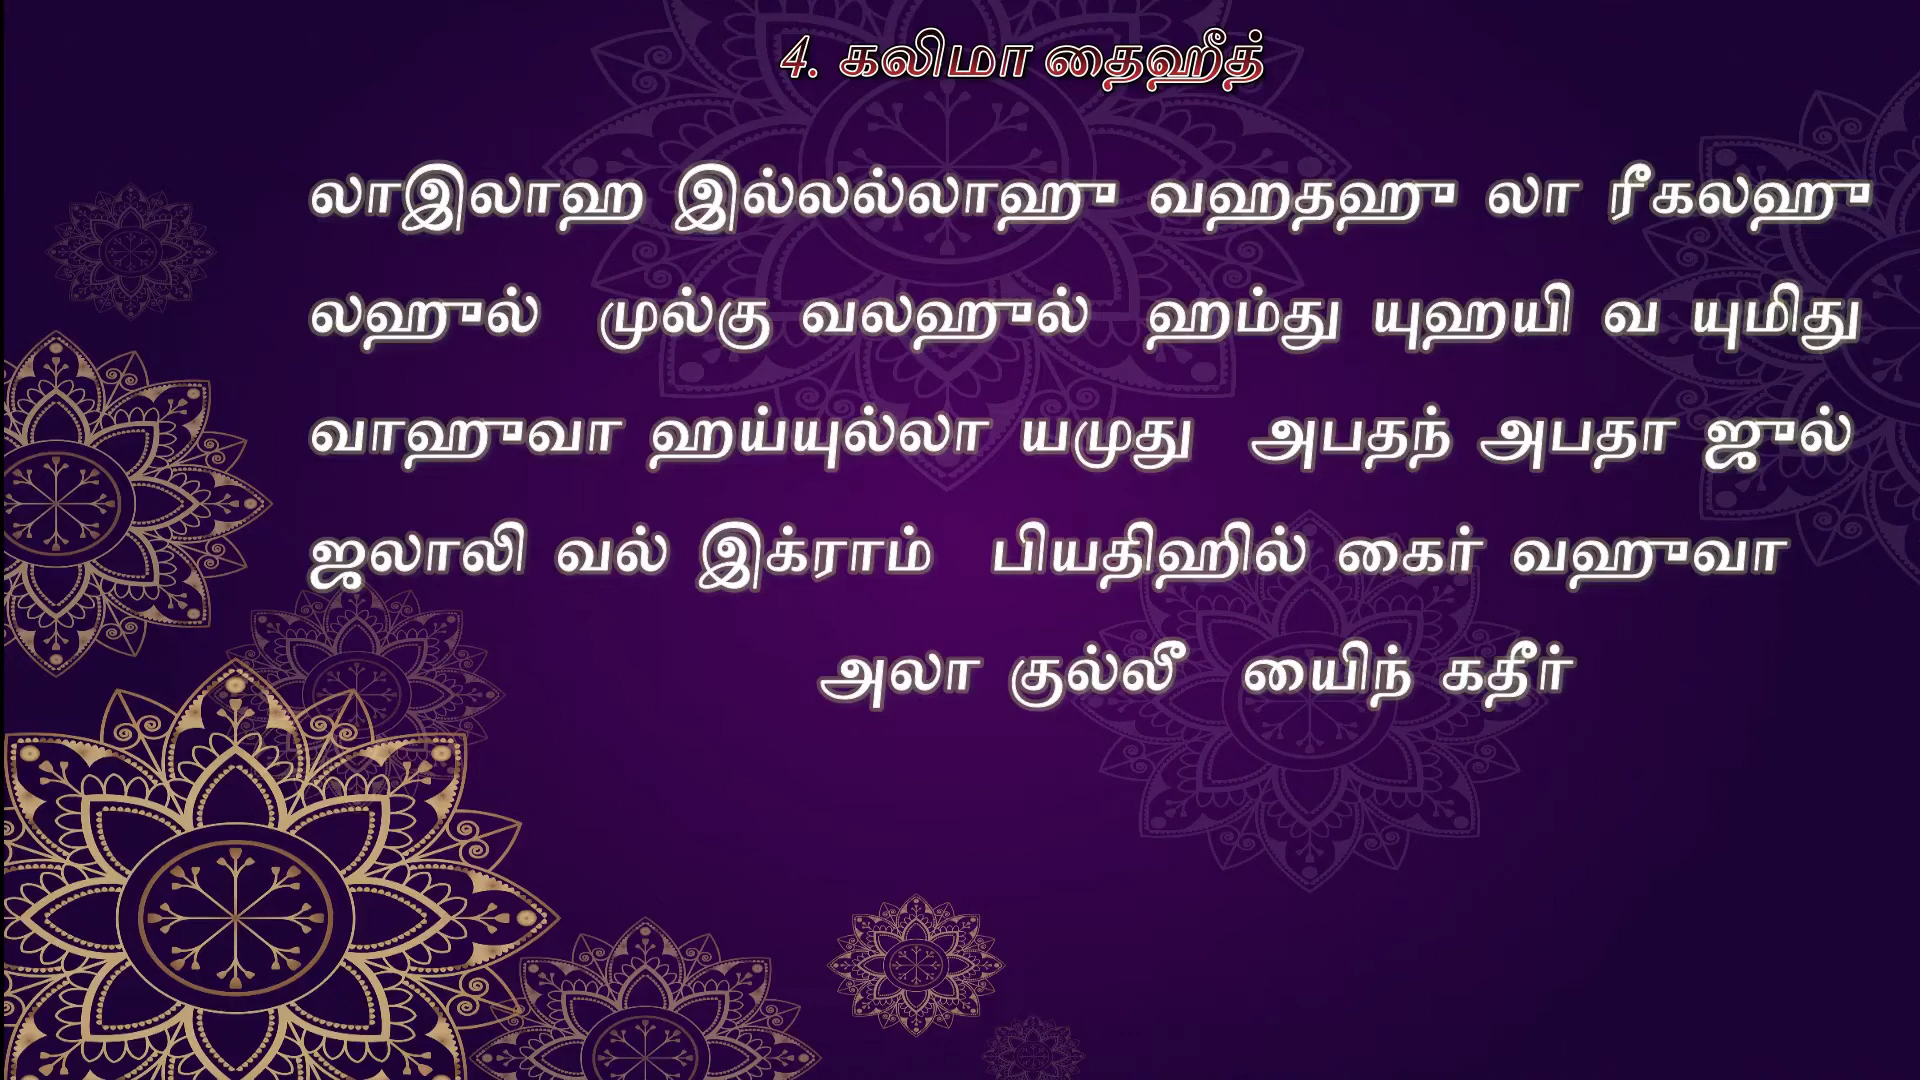 4. கலிமா தைஹீத்
லாஇலாஹ இல்லல்லாஹு வஹதஹு லா ரீகலஹு
லஹுல் முல்கு வலஹுல் ஹம்து யுஹயி வ யுமிது
வாஹுவா ஹய்யுல்லா யமுது அபதந் அபதா ஜுல்
ஜலாலி வல் இக்ராம் பியதிஹில் கைர் வஹுவா
அலா குல்லீ யைிந் கதீர்